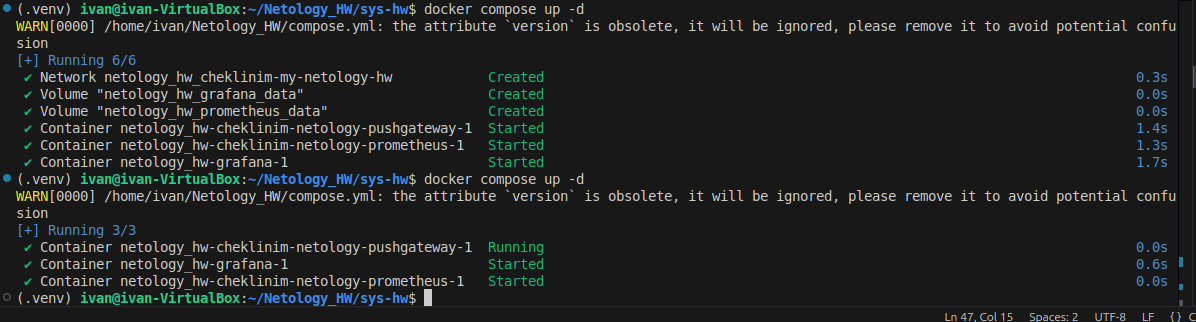 (.venv) ivan@ivan-VirtualBox:~/Netology_HW/sys-hw$ docker compose up -d
WARN[0000] /home/ivan/Netology_HW/compose.yml: the attribute `version` is obsolete, it will be ignored, please remove it to avoid potential confu
sion
[+] Running 6/6
✔ Network netology_hw_cheklinim-my-netology-hw Created 0.3s
✔ Volume "netology_hw_grafana_data" Created 0.0s
✔ Volume "netology_hw_prometheus_data" Created 0.0s
✔ Container netology_hw-cheklinim-netology-pushgateway-1 Started 1.4s
✔ Container netology_hw-cheklinim-netology-prometheus-1 Started 1.3s
✔ Container netology_hw-grafana-1 Started 1.7s
(.venv) ivan@ivan-VirtualBox:~/Netology_HW/sys-hw$ docker compose up -d
WARN[0000] /home/ivan/Netology_HW/compose.yml: the attribute `version` is obsolete, it will be ignored, please remove it to avoid potential confu
sion
[+] Running 3/3
✔ Container netology_hw-cheklinim-netology-pushgateway-1 Running 0.0s
✔ Container netology_hw-grafana-1 Started 0.6s
✔ Container netology_hw-cheklinim-netology-prometheus-1 Started 0.0s
(.venv) ivan@ivan-VirtualBox:~/Netology_HW/sys-hw$
Ln 47, Col 15 Spaces: 2 UTF-8 LF {} C